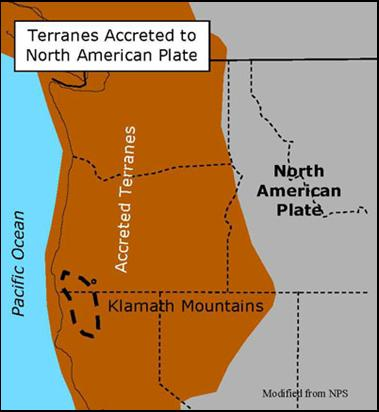 Terranes Accreted to
North American Plate
Accreted Terranes
North
American
Plate
Pacific Ocean
Klamath Mountains
Modified from NPS